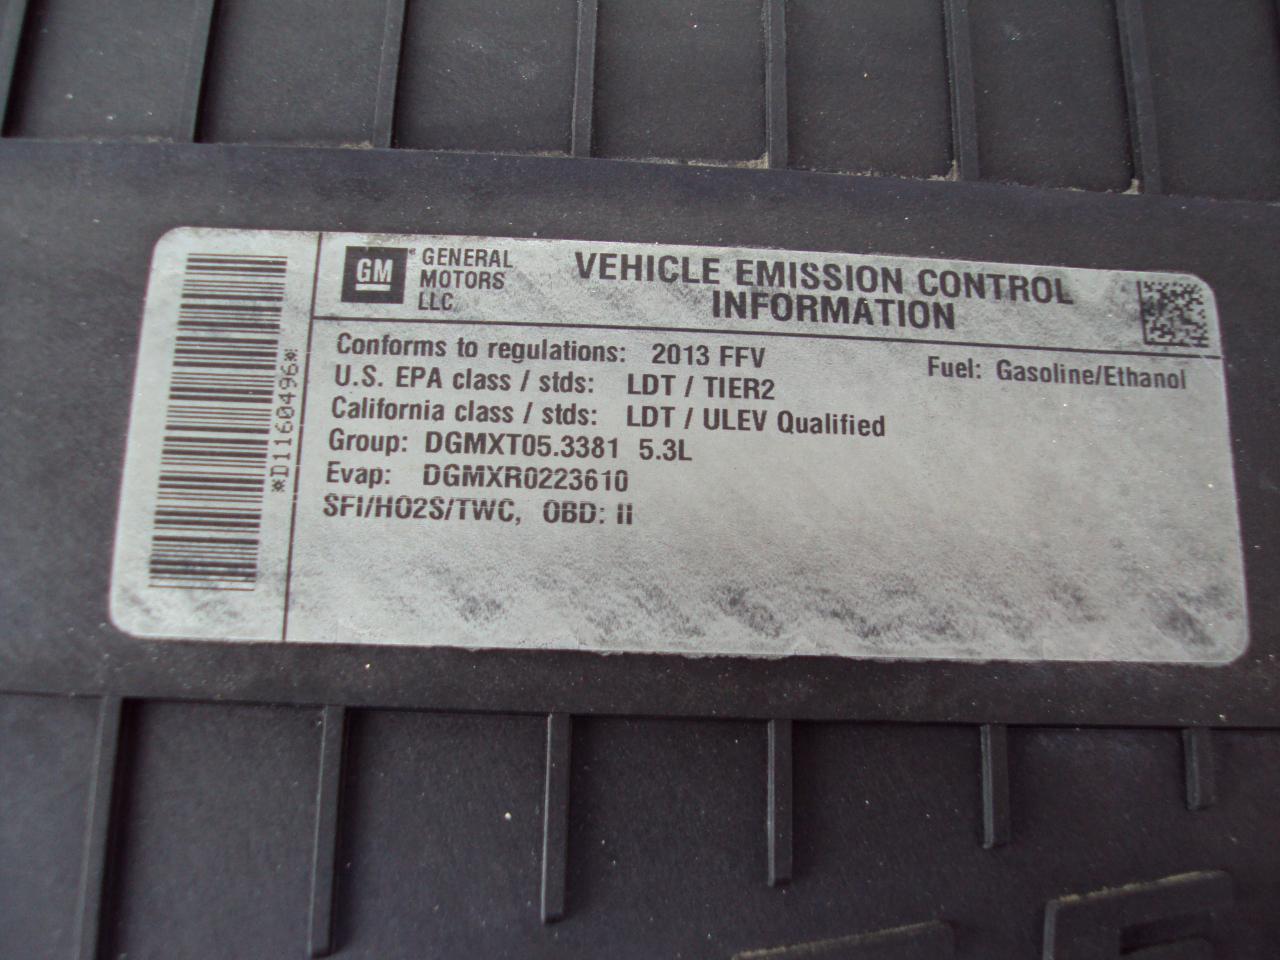 GM GENERAL MOTORS LLC
VEHICLE EMISSION CONTROL
INFORMATION
Conforms to regulations: 2013 FFV
Fuel: Gasoline/Ethanol
U.S. EPA class / stds: LDT / TIER2
California class / stds: LDT / ULEV Qualified
Group: DGMXT05.3381 5.3L
Evap: DGMXR0223610
SFI/HO2S/TWC, OBD: II
*D1160496*